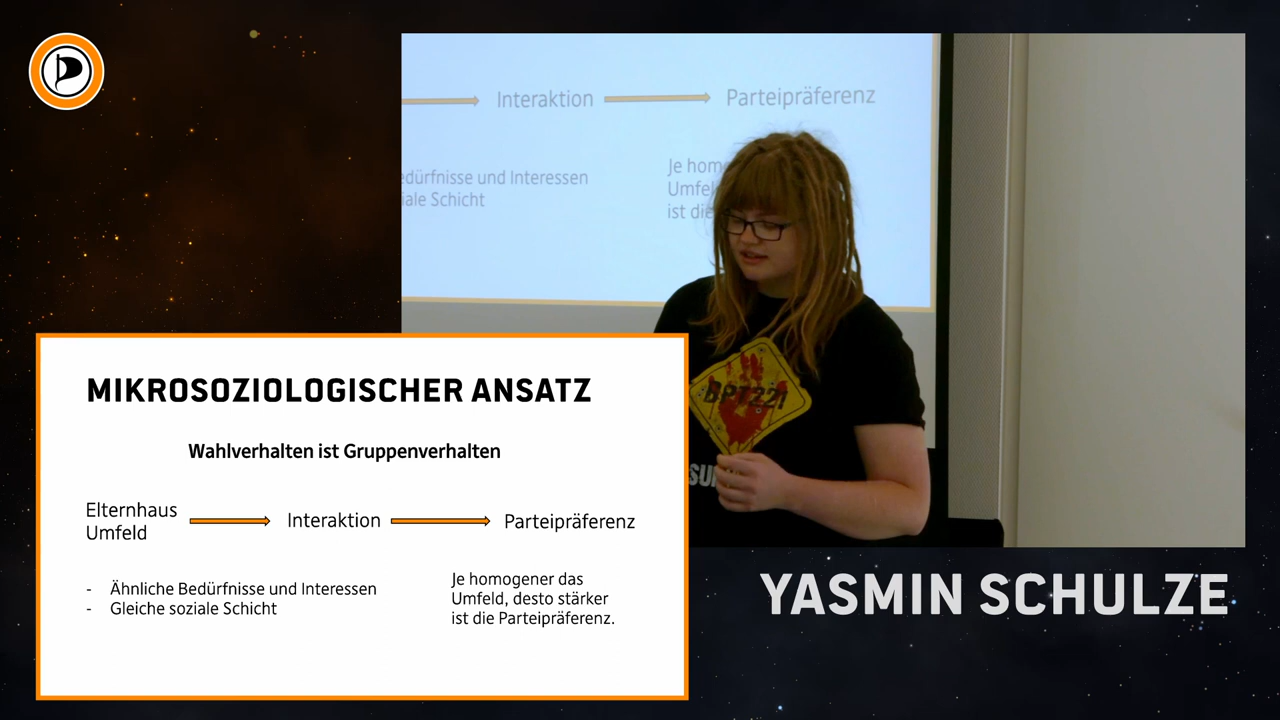 Interaktion
Parteipräferenz
edürfnisse und Interessen
iale Schicht
Je hom
Umfel
ist die
BPT221
SU
MIKROSOZIOLOGISCHER ANSATZ
Wahlverhalten ist Gruppenverhalten
Elternhaus
Umfeld
Interaktion
Parteipräferenz
- Ähnliche Bedürfnisse und Interessen
- Gleiche soziale Schicht
Je homogener das
Umfeld, desto stärker
ist die Parteipräferenz.
YASMIN SCHULZE